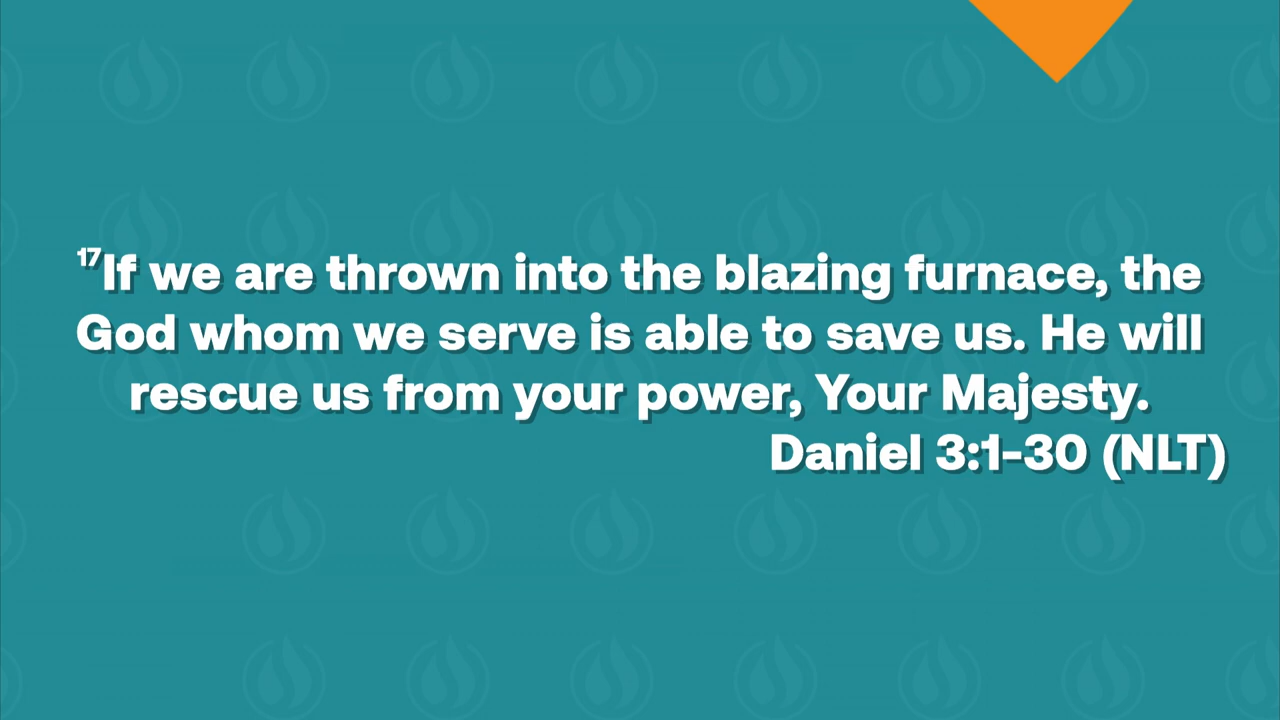 ¹⁷If we are thrown into the blazing furnace, the
God whom we serve is able to save us. He will
rescue us from your power, Your Majesty.
Daniel 3:1-30 (NLT)